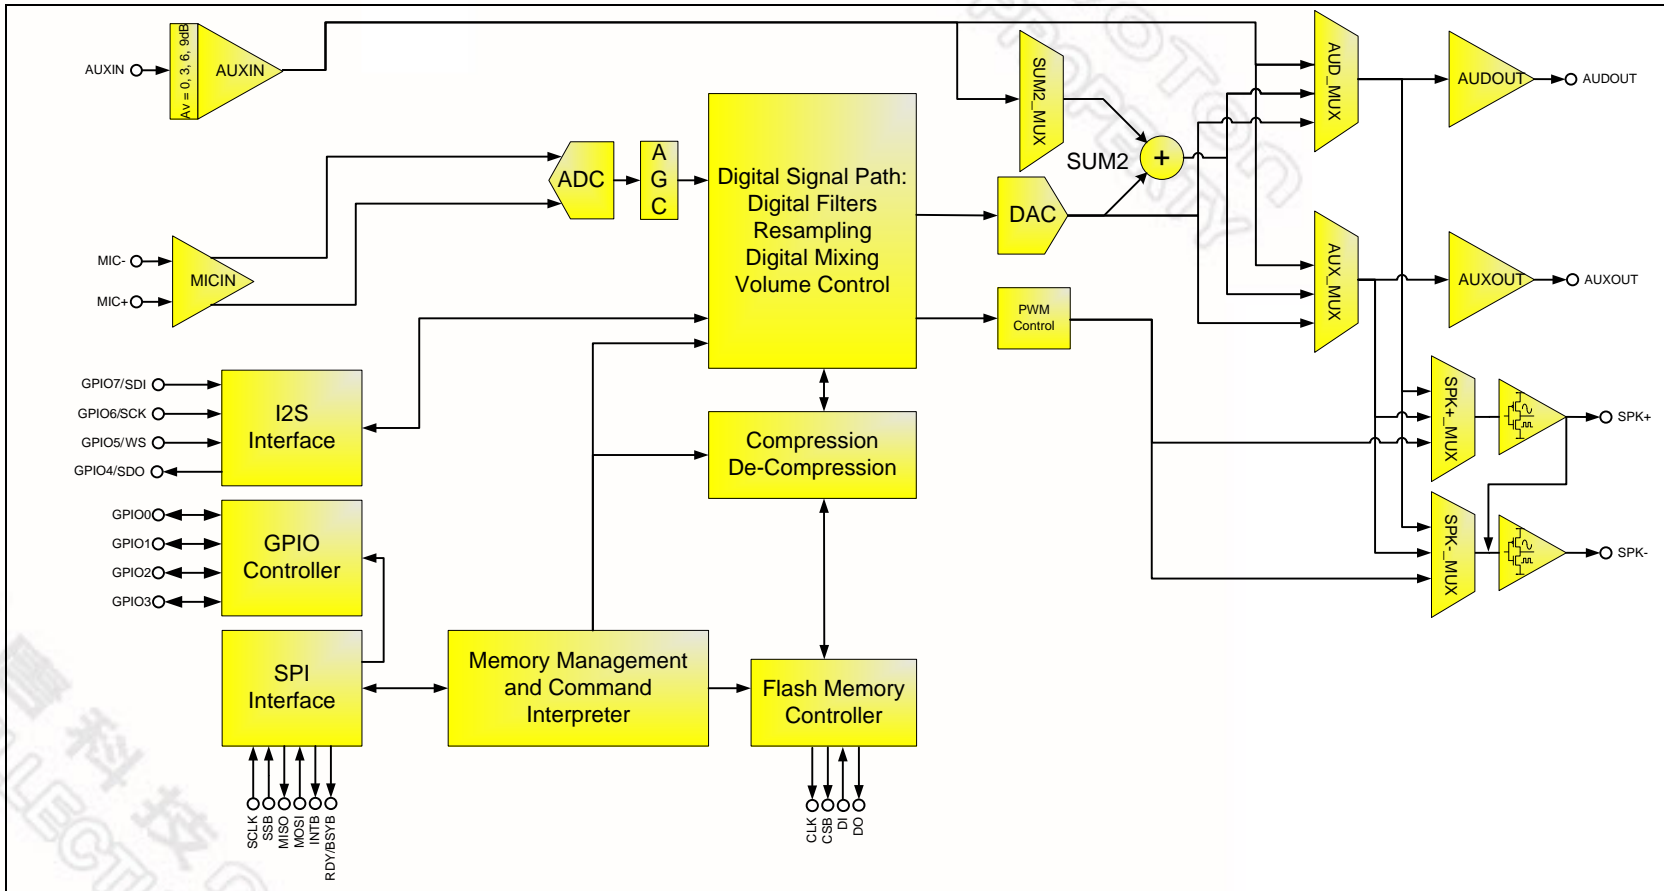 AUXIN
Av = 0, 3, 6, 9dB
AUXIN
MIC-
MIC+
MICIN
ADC
A
G
C
Digital Signal Path:
Digital Filters
Resampling
Digital Mixing
Volume Control
SUM2_MUX
SUM2
+
DAC
PWM
Control
AUD_MUX
AUDOUT
AUDOUT
AUX_MUX
AUXOUT
AUXOUT
SPK+_MUX
SPK+
SPK-_MUX
SPK-
GPIO7/SDI
GPIO6/SCK
GPIO5/WS
GPIO4/SDO
I2S
Interface
Compression
De-Compression
GPIO0
GPIO1
GPIO2
GPIO3
GPIO
Controller
SPI
Interface
Memory Management
and Command
Interpreter
Flash Memory
Controller
SCLK
SSB
MISO
MOSI
INTB
RDY/BSYB
CLK
CSB
DI
DO
PROPERTY
科技